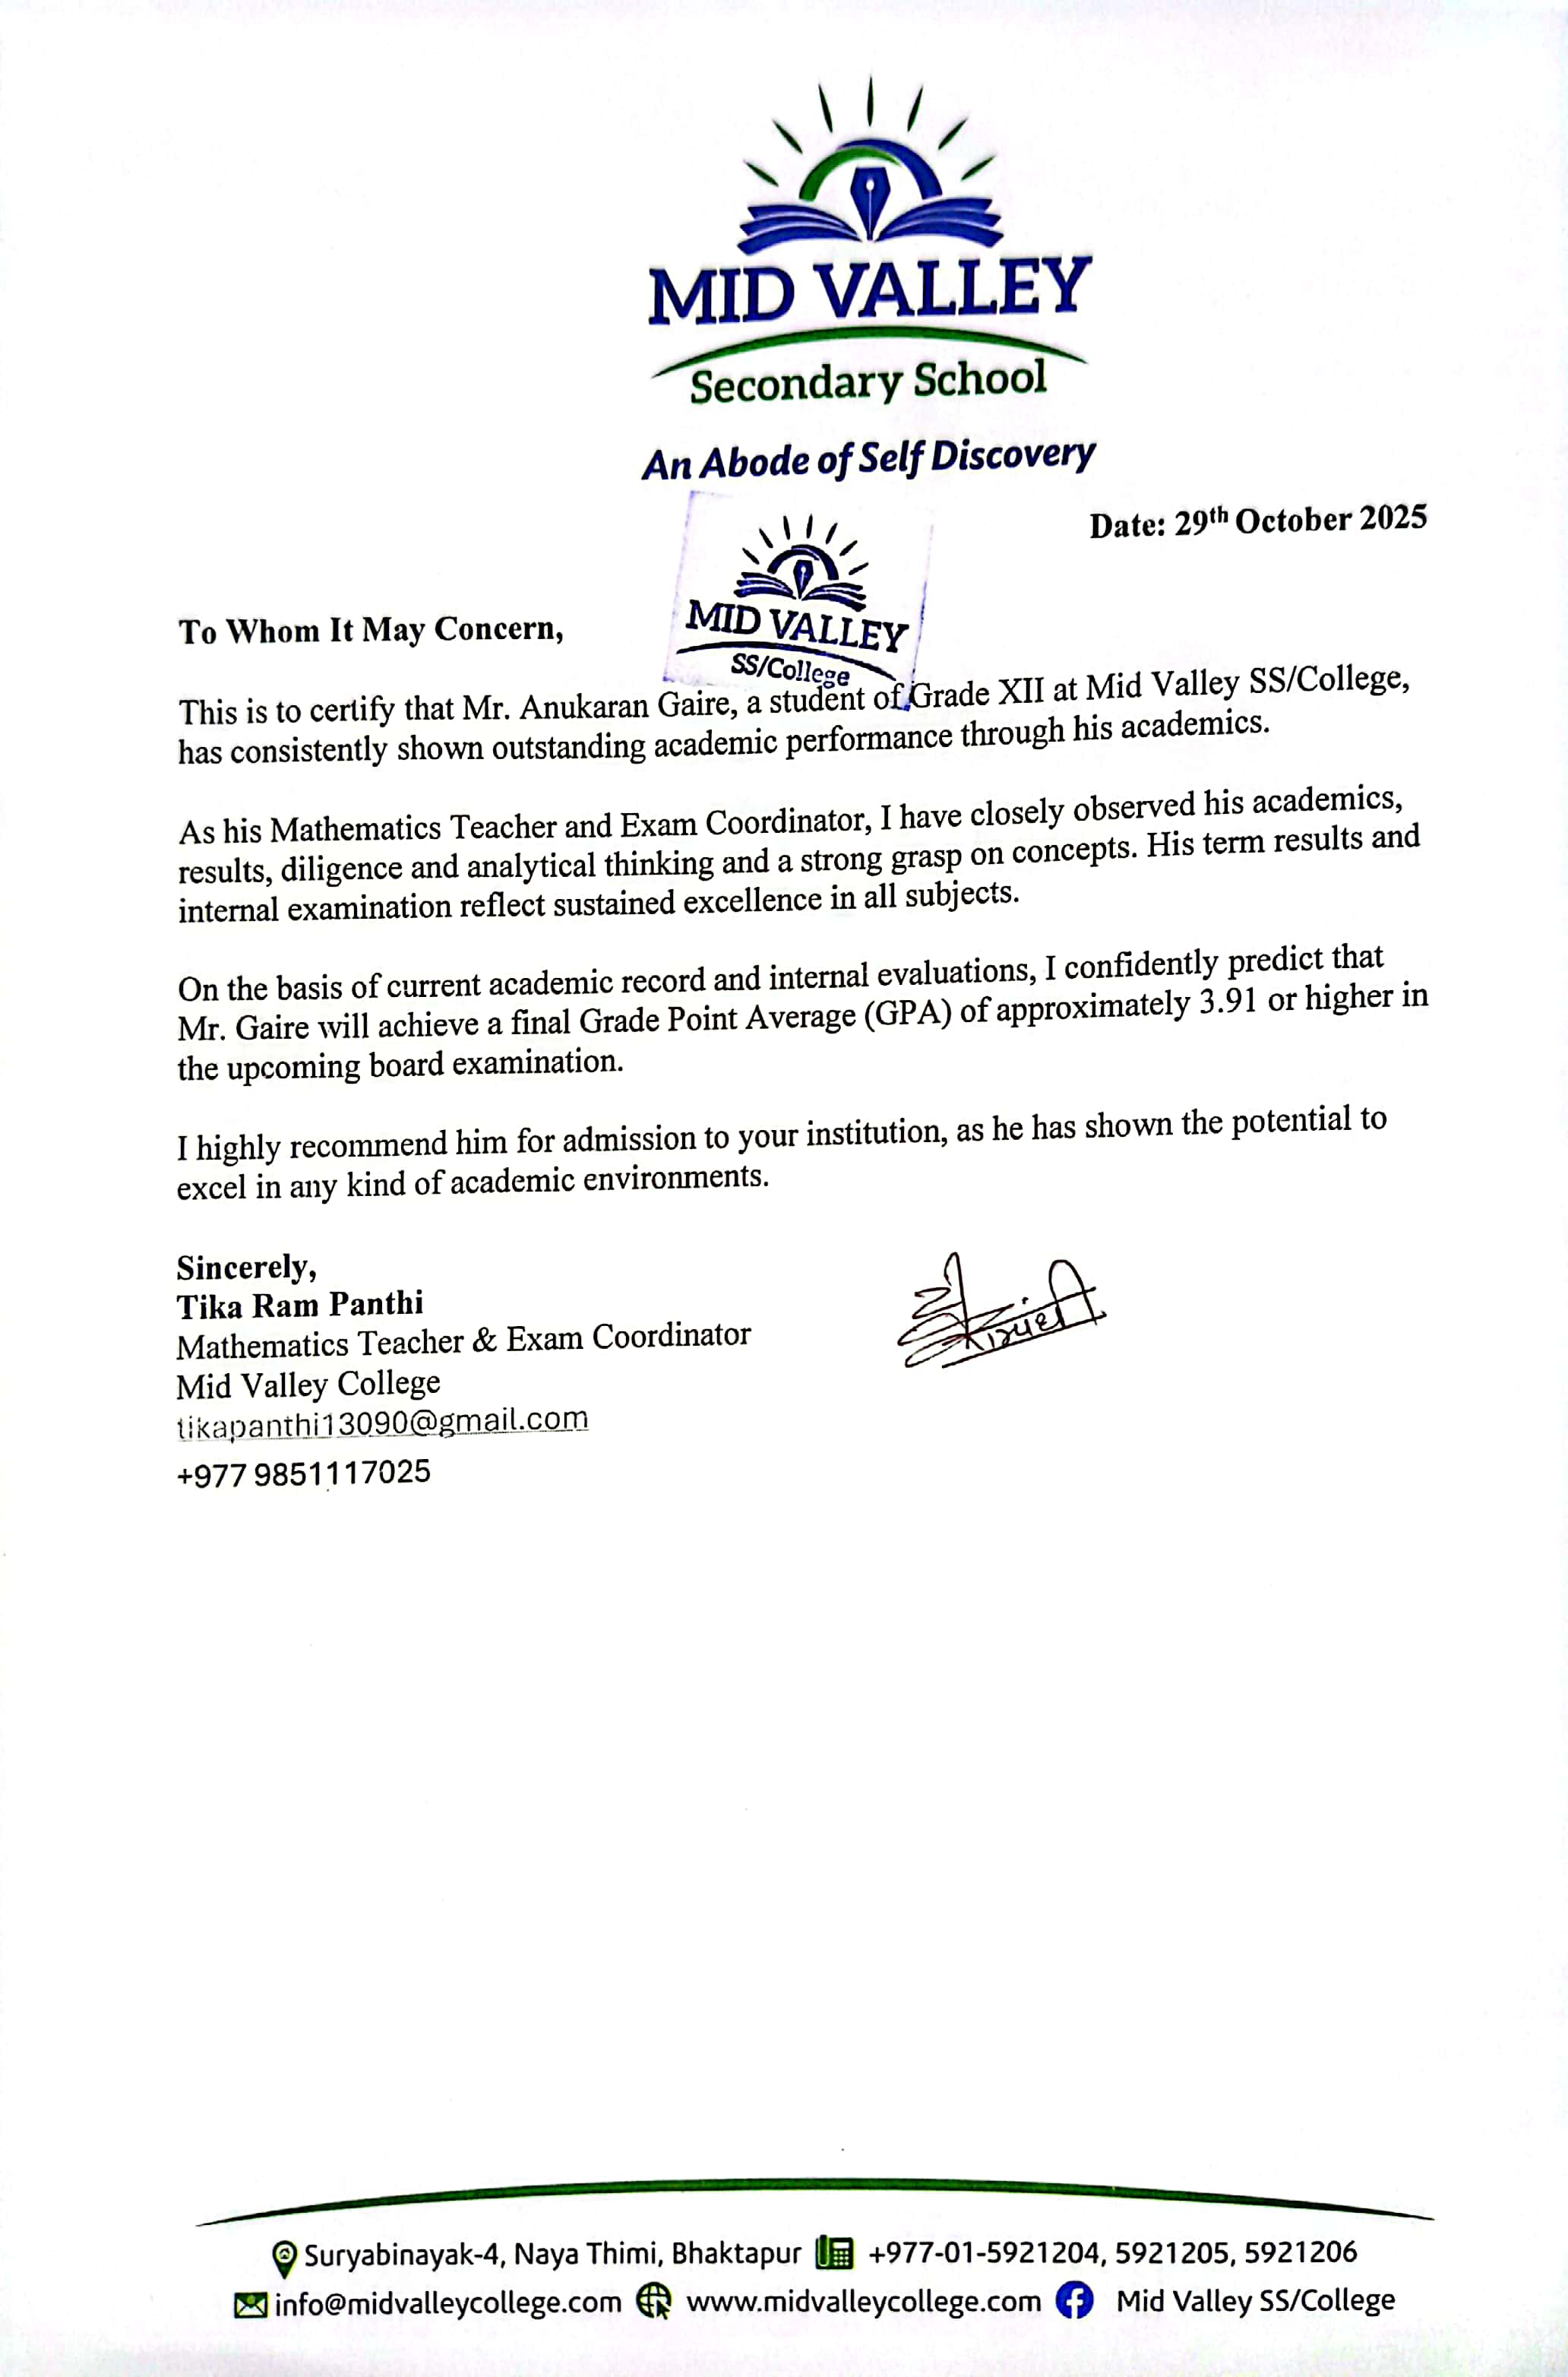 MID VALLEY
Secondary School
An Abode of Self Discovery
Date: 29th October 2025
MID VALLEY
SS/College
To Whom It May Concern,
This is to certify that Mr. Anukaran Gaire, a student of Grade XII at Mid Valley SS/College,
has consistently shown outstanding academic performance through his academics.
As his Mathematics Teacher and Exam Coordinator, I have closely observed his academics,
results, diligence and analytical thinking and a strong grasp on concepts. His term results and
internal examination reflect sustained excellence in all subjects.
On the basis of current academic record and internal evaluations, I confidently predict that
Mr. Gaire will achieve a final Grade Point Average (GPA) of approximately 3.91 or higher in
the upcoming board examination.
I highly recommend him for admission to your institution, as he has shown the potential to
excel in any kind of academic environments.
Sincerely,
Tika Ram Panthi
Mathematics Teacher & Exam Coordinator
Mid Valley College
tikapanthi13090@gmail.com
+977 9851117025
Suryabinayak-4, Naya Thimi, Bhaktapur +977-01-5921204, 5921205, 5921206
info@midvalleycollege.com www.midvalleycollege.com Mid Valley SS/College